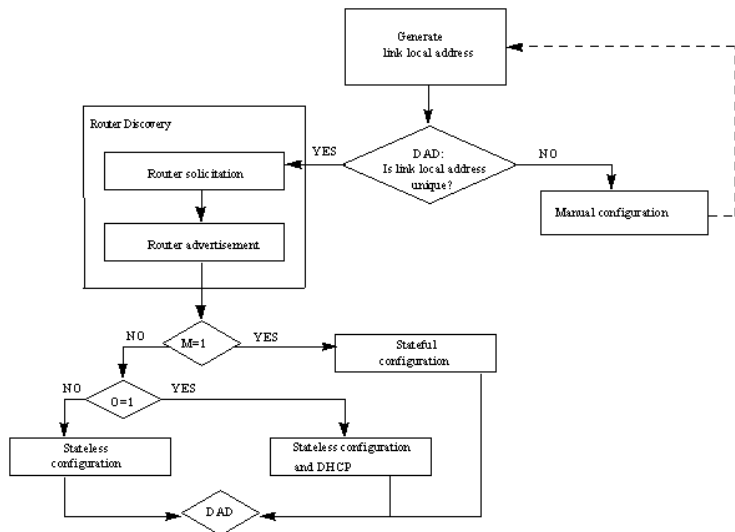 Generate
link local address
Router Discovery
YES
DAD:
Is link local address
unique?
NO
Router solicitation
Manual configuration
Router advertisement
NO
M=1
YES
Stateful
configuration
NO
O=1
YES
Stateless
configuration
Stateless configuration
and DHCP
DAD